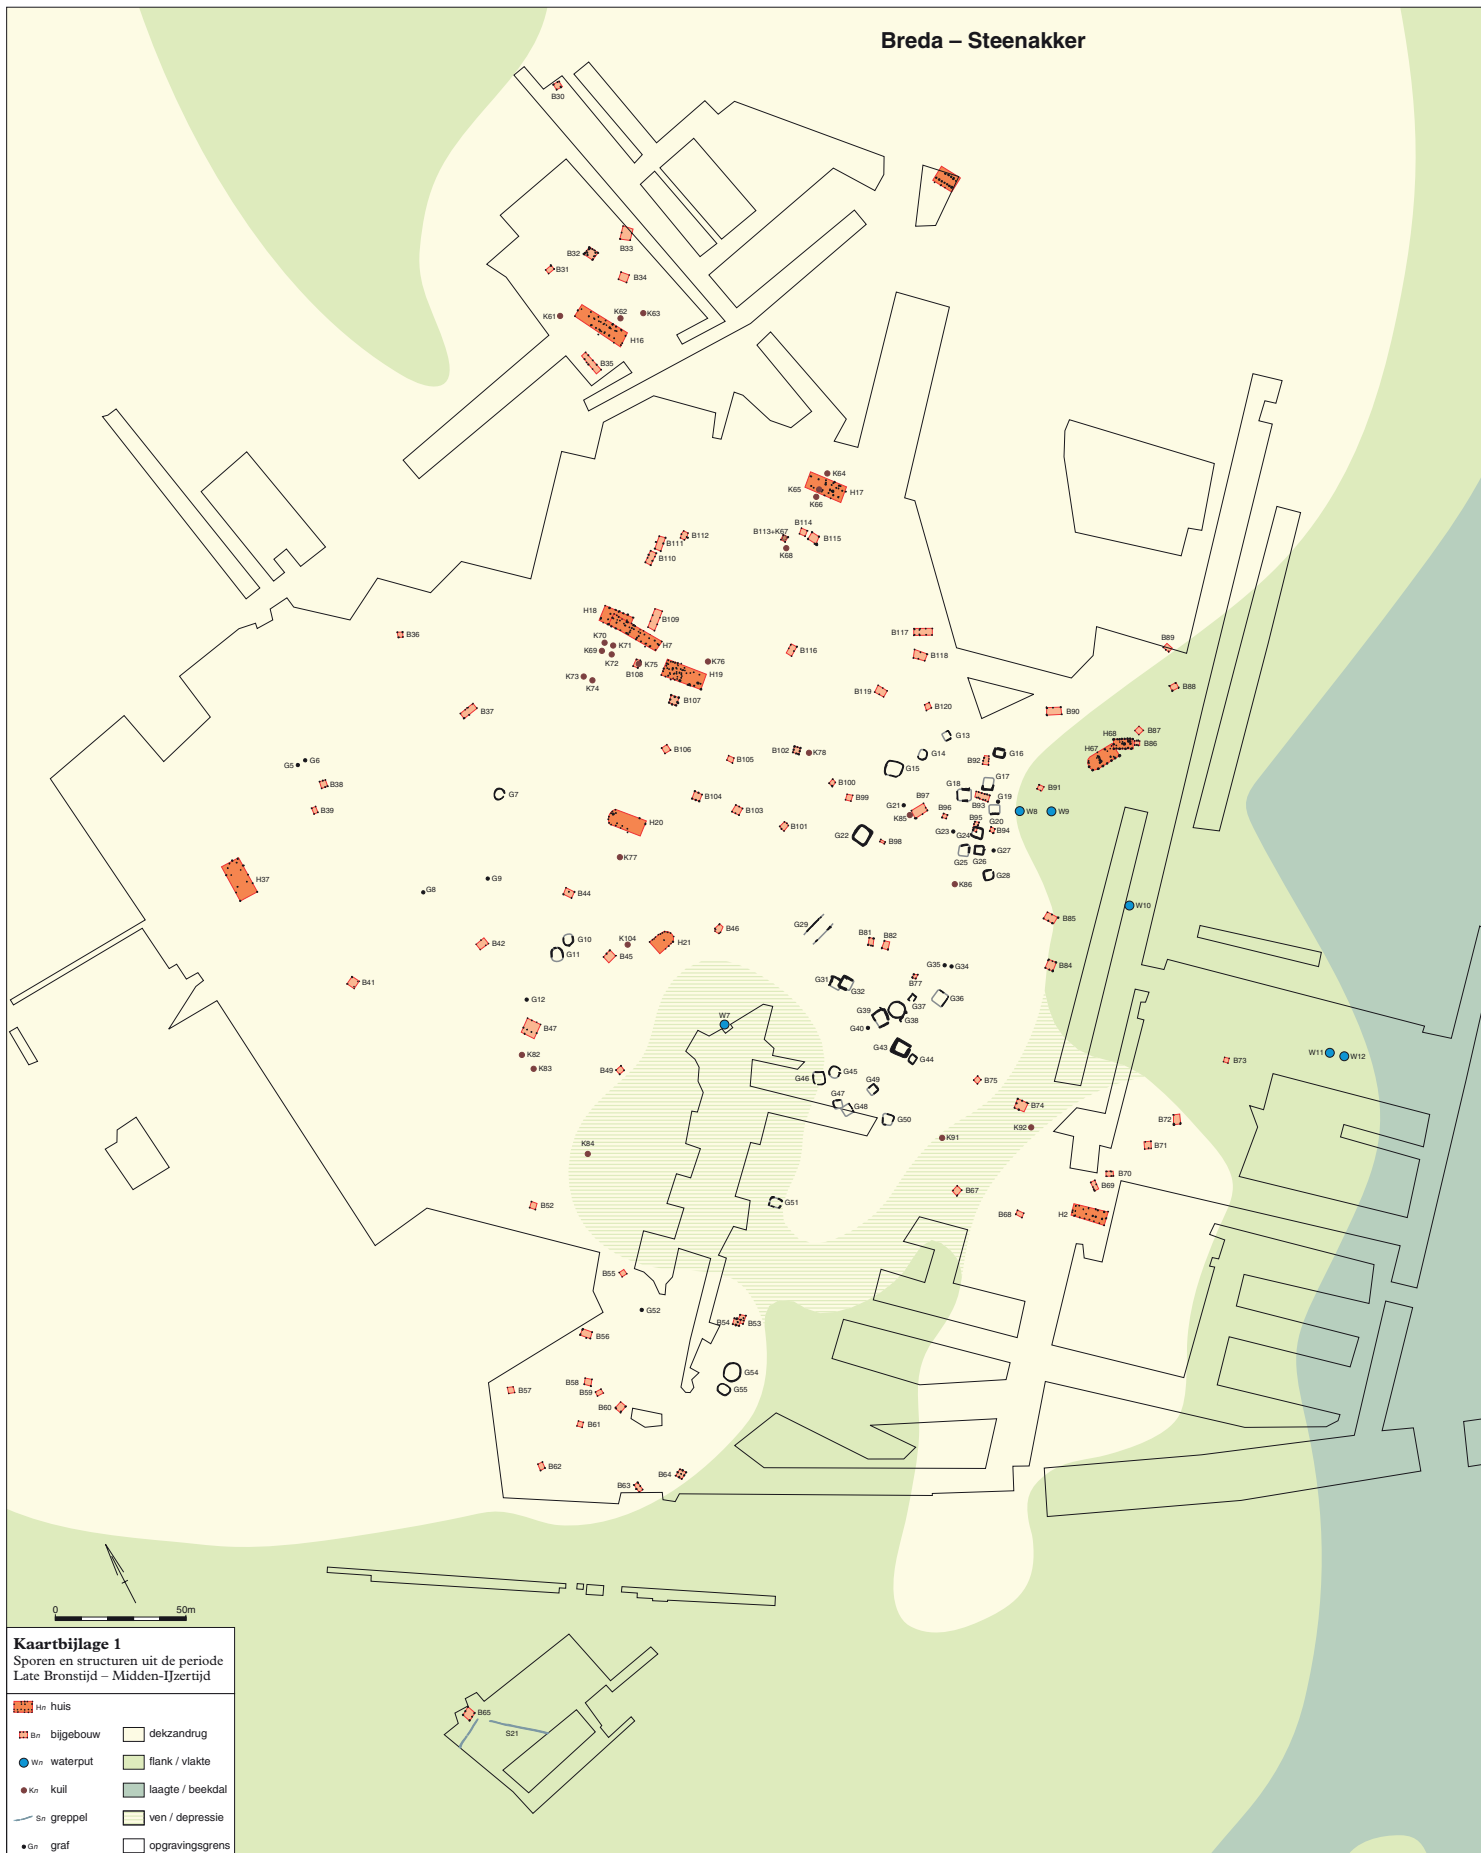 Breda – Steenakker
B30
B33
B32
B31
B34
K61
K62
K63
H16
B35
K64
K65
H17
K66
B112
B111
B110
B113+K67
B114
B115
K68
H18
B109
K70
K71
H7
K69
K72
K75
K76
B108
H19
K73
K74
B107
B36
B37
B116
B117
B118
B119
B120
B89
B88
B90
B87
H68
B86
H67
G6
G5
B38
B39
G7
B106
B105
B102
K78
G13
G14
G15
G16
B92
G17
G18
B91
B104
B103
B100
B99
B101
H20
K77
G21
B97
K85
B96
B93
G19
G20
W8
W9
G22
B98
G23
B95
G24
B94
G25
G26
G27
G28
K86
H37
G8
G9
B44
W10
B85
B42
G10
G11
K104
B45
H21
B46
G29
B81
B82
B84
B41
G35
G34
B77
G31
G32
G36
G37
G38
G39
G40
G12
B47
W7
K82
K83
B49
G43
G44
G45
G46
G47
G48
G49
G50
B75
B74
K92
K91
W11
W12
B73
B72
B71
B70
B69
K84
B52
G51
B67
B68
H2
B55
G52
B54
B53
B56
G54
G55
B57
B58
B59
B60
B61
B62
B63
B64
0
50m
Kaartbijlage 1
Sporen en structuren uit de periode
Late Bronstijd – Midden-IJzertijd
Hn huis
Bn bijgebouw
dekzandrug
Wn waterput
flank / vlakte
Kn kuil
laagte / beekdal
Sn greppel
ven / depressie
Gn graf
opgravingsgrens
B65
S21